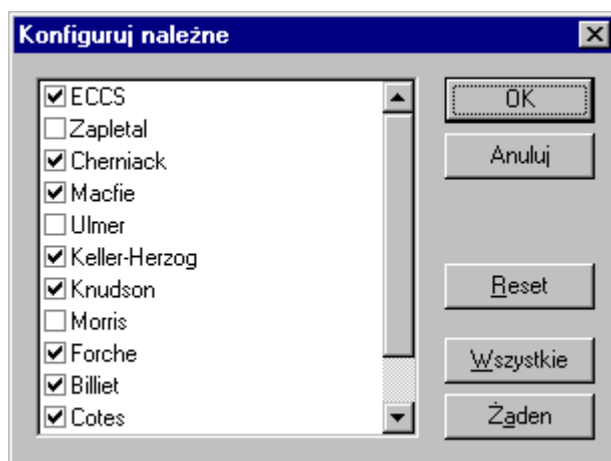 Konfiguruj należne
ECCS
Zapletal
Cherniack
Macfie
Ulmer
Keller-Herzog
Knudson
Morris
Forche
Billiet
Cotes
OK
Anuluj
Reset
Wszystkie
Żaden